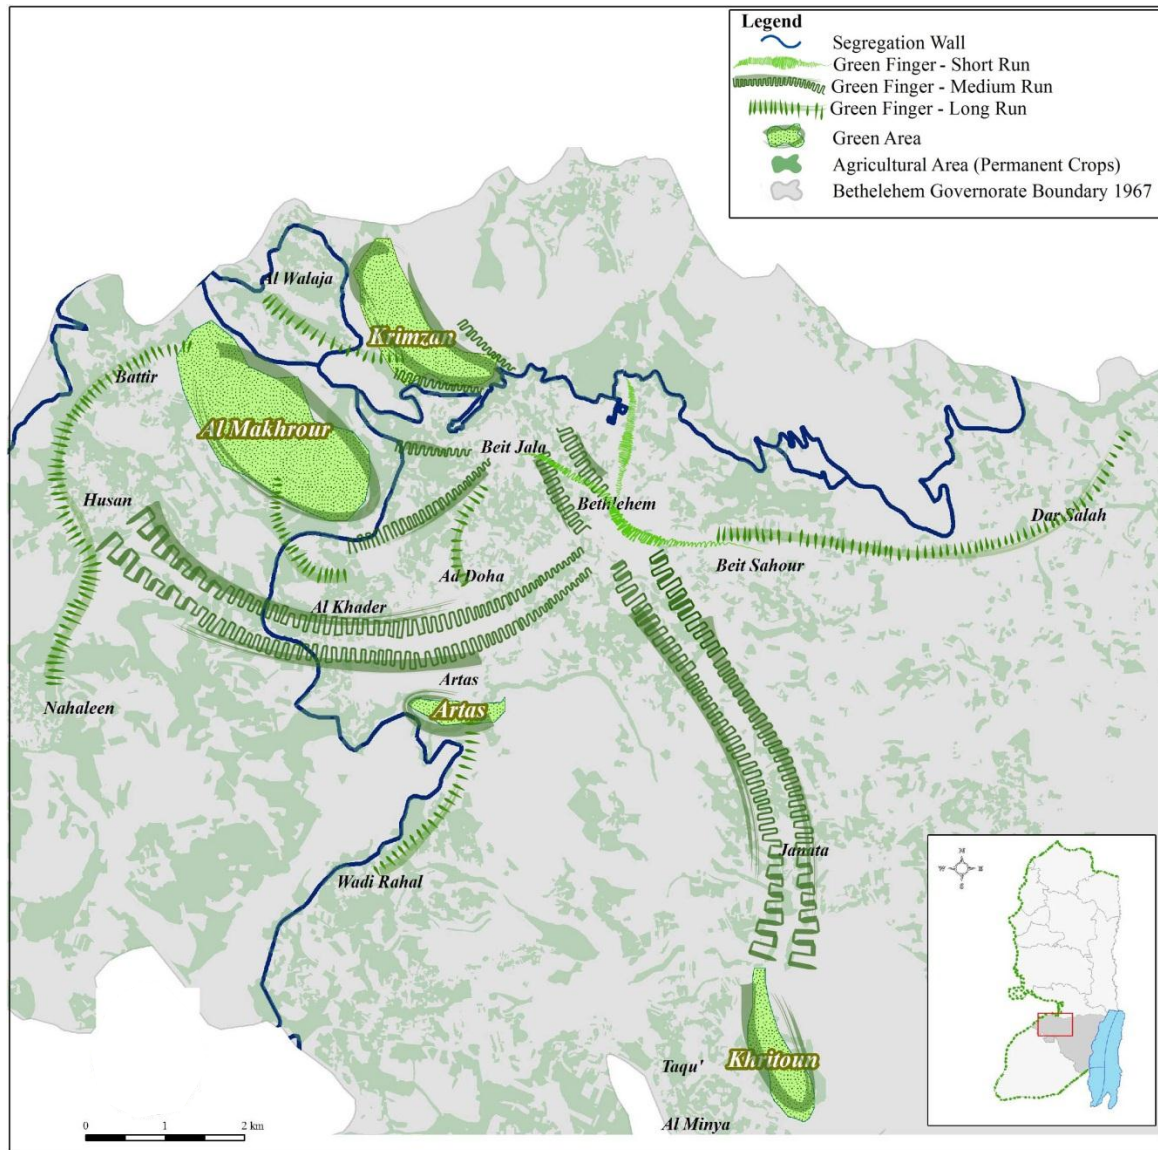 Legend
Segregation Wall
Green Finger - Short Run
Green Finger - Medium Run
Green Finger - Long Run
Green Area
Agricultural Area (Permanent Crops)
Bethelehem Governorate Boundary 1967
Al Walaja
Krimzan
Battir
Al Makhrour
Beit Jala
Husan
Bethlehem
Dar Salah
Beit Sahour
Ad Doha
Al Khader
Artas
Nahaleen
Artas
Janata
Wadi Rahal
N
W E
S
Taqu'
Khritoun
Al Minya
0 1 2 km